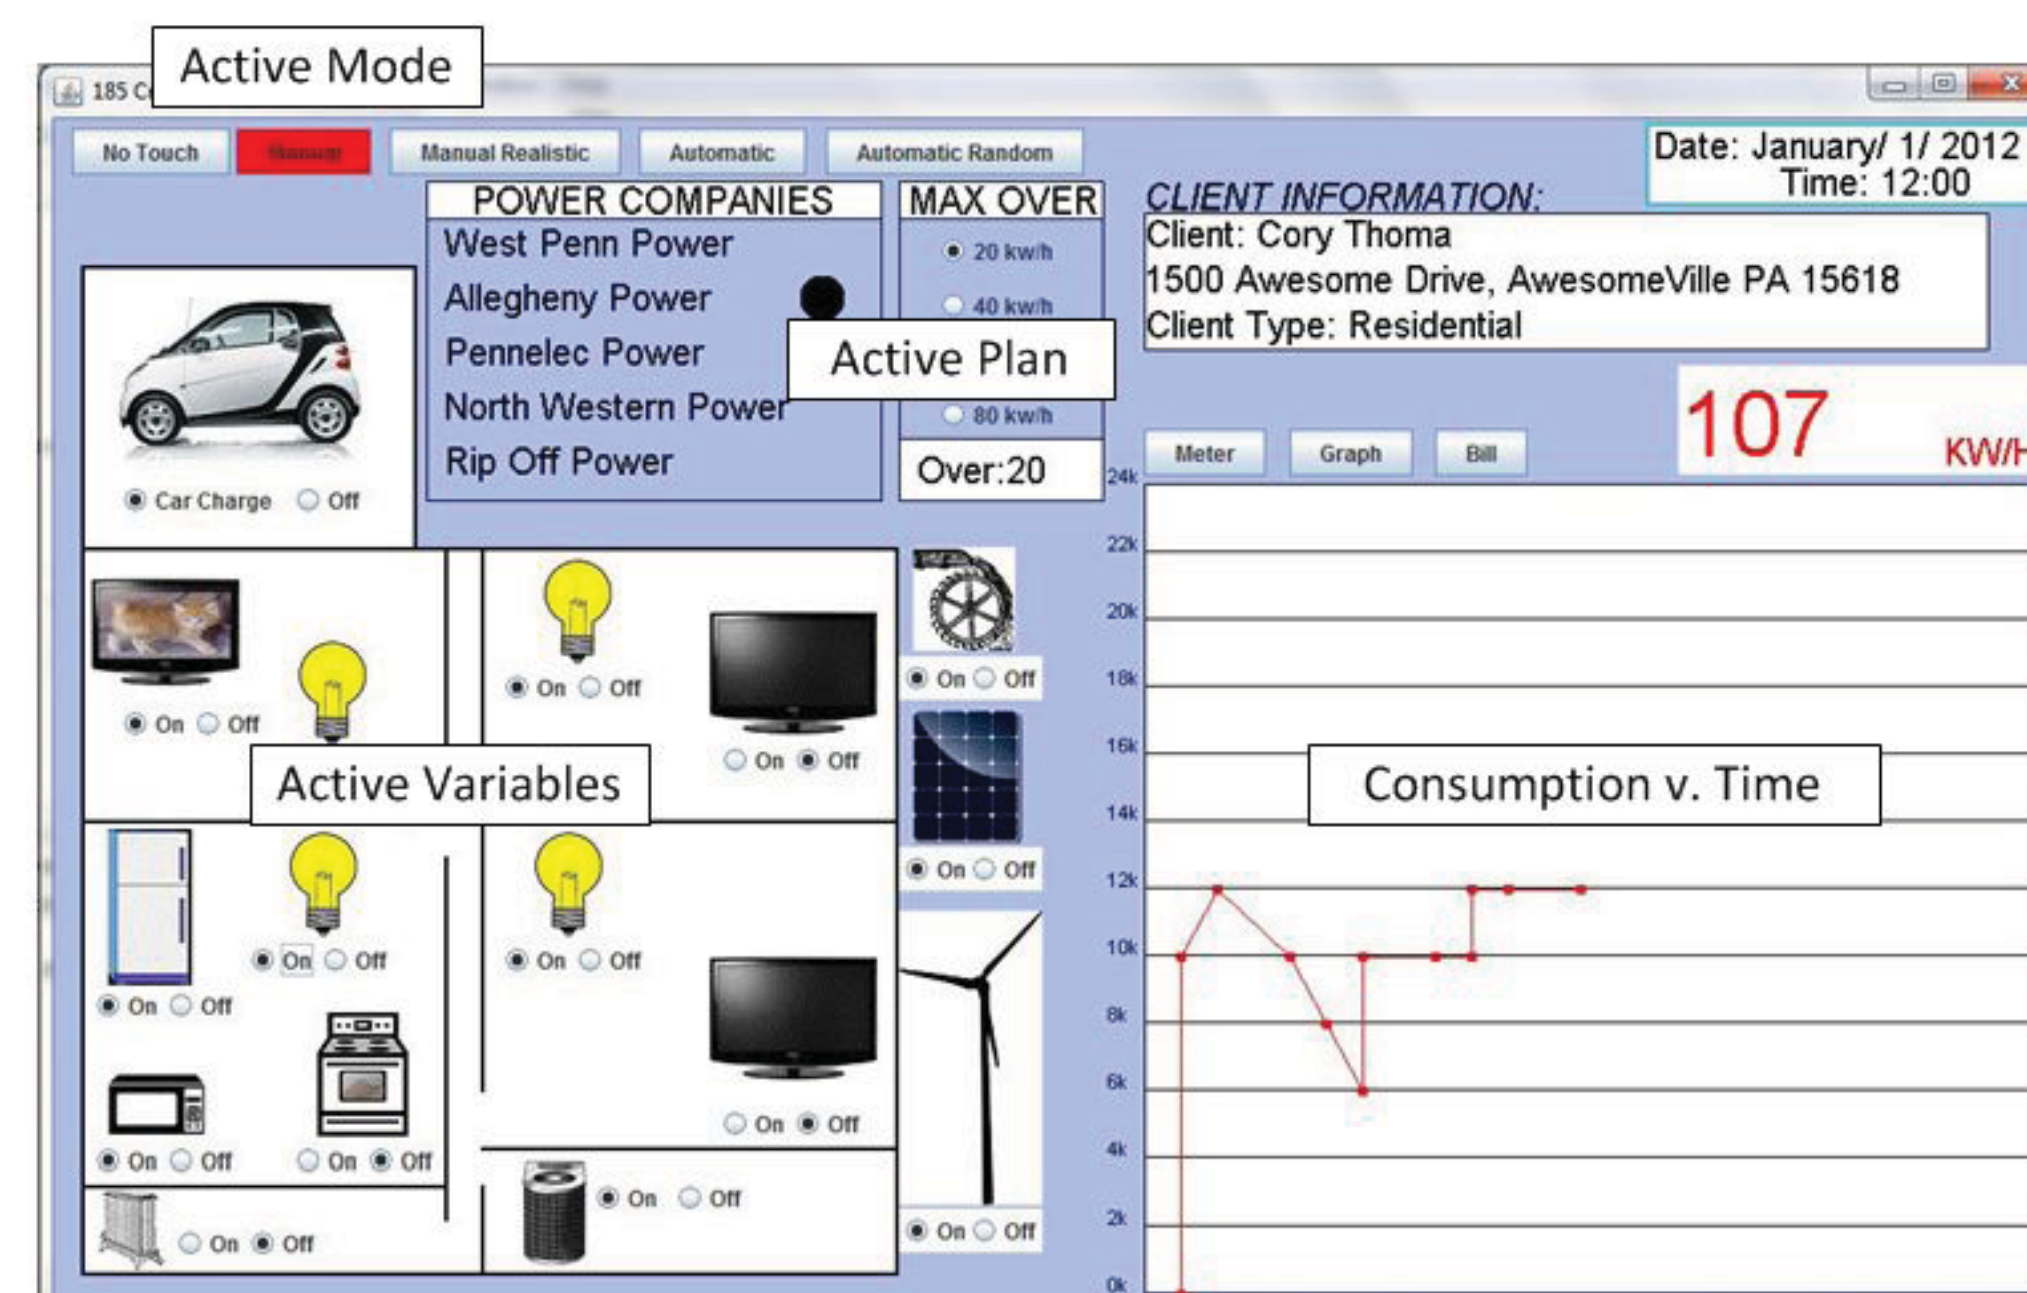 Active Mode
185 C
No Touch
Manual
Manual Realistic
Automatic
Automatic Random
Date: January/ 1/ 2012
Time: 12:00
POWER COMPANIES
West Penn Power
Allegheny Power
Pennelec Power
North Western Power
Rip Off Power
MAX OVER
20 kw/h
40 kw/h
80 kw/h
Over:20
Active Plan
CLIENT INFORMATION:
Client: Cory Thoma
1500 Awesome Drive, AwesomeVille PA 15618
Client Type: Residential
107 KW/H
Meter
Graph
Bill
Car Charge Off
On Off
On Off
On Off
Active Variables
On Off
On Off
On Off
On Off
On Off
On Off
On Off
On Off
On Off
On Off
On Off
On Off
24k
22k
20k
18k
16k
14k
12k
10k
8k
6k
4k
2k
0k
Consumption v. Time